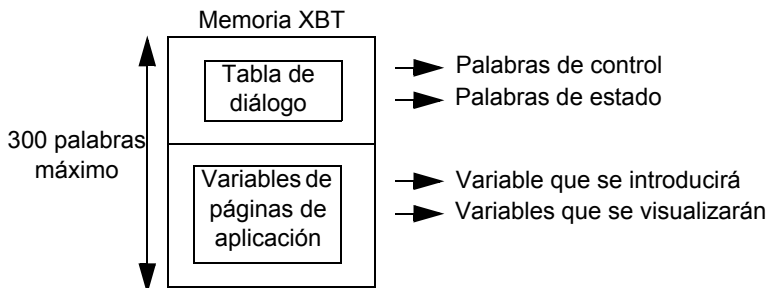 Memoria XBT
Tabla de
diálogo
Palabras de control
Palabras de estado
300 palabras
máximo
Variables de
páginas de
aplicación
Variable que se introducirá
Variables que se visualizarán